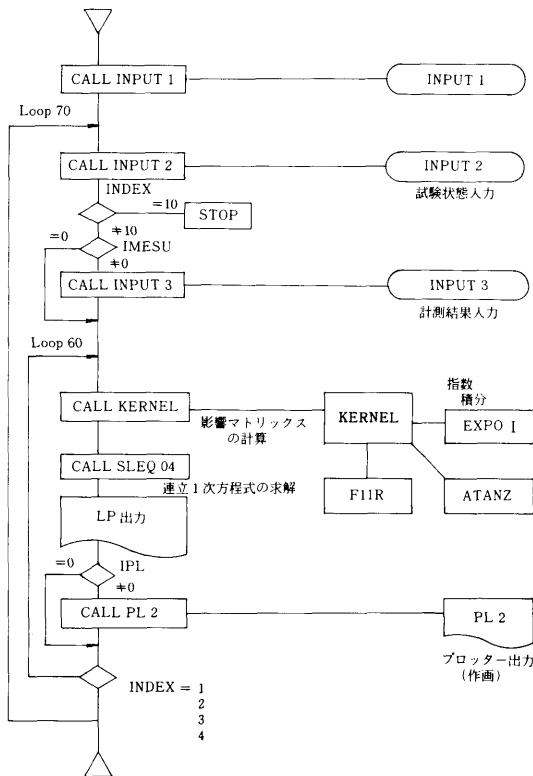 CALL INPUT 1
INPUT 1
Loop 70
CALL INPUT 2
INPUT 2
試験状態入力
INDEX
=10
STOP
≠10
=0
IMESU
≠0
CALL INPUT 3
INPUT 3
計測結果入力
Loop 60
CALL KERNEL
影響マトリックス
の計算
KERNEL
指数
積分
EXPO I
F11R
ATANZ
CALL SLEQ 04
連立1次方程式の求解
LP 出力
=0
IPL
≠0
CALL PL 2
PL 2
プロッター出力
(作画)
INDEX = 1
2
3
4